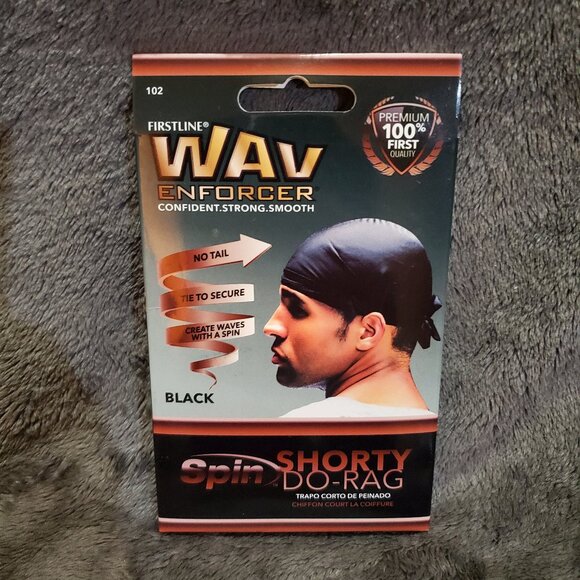 102
FIRSTLINE®
WAV
ENFORCER
CONFIDENT.STRONG.SMOOTH
PREMIUM
100%
FIRST
QUALITY
NO TAIL
TIE TO SECURE
CREATE WAVES
WITH A SPIN
BLACK
Spin SHORTY
DO-RAG
TRAPO CORTO DE PEINADO
CHIFFON COURT LA COIFFURE